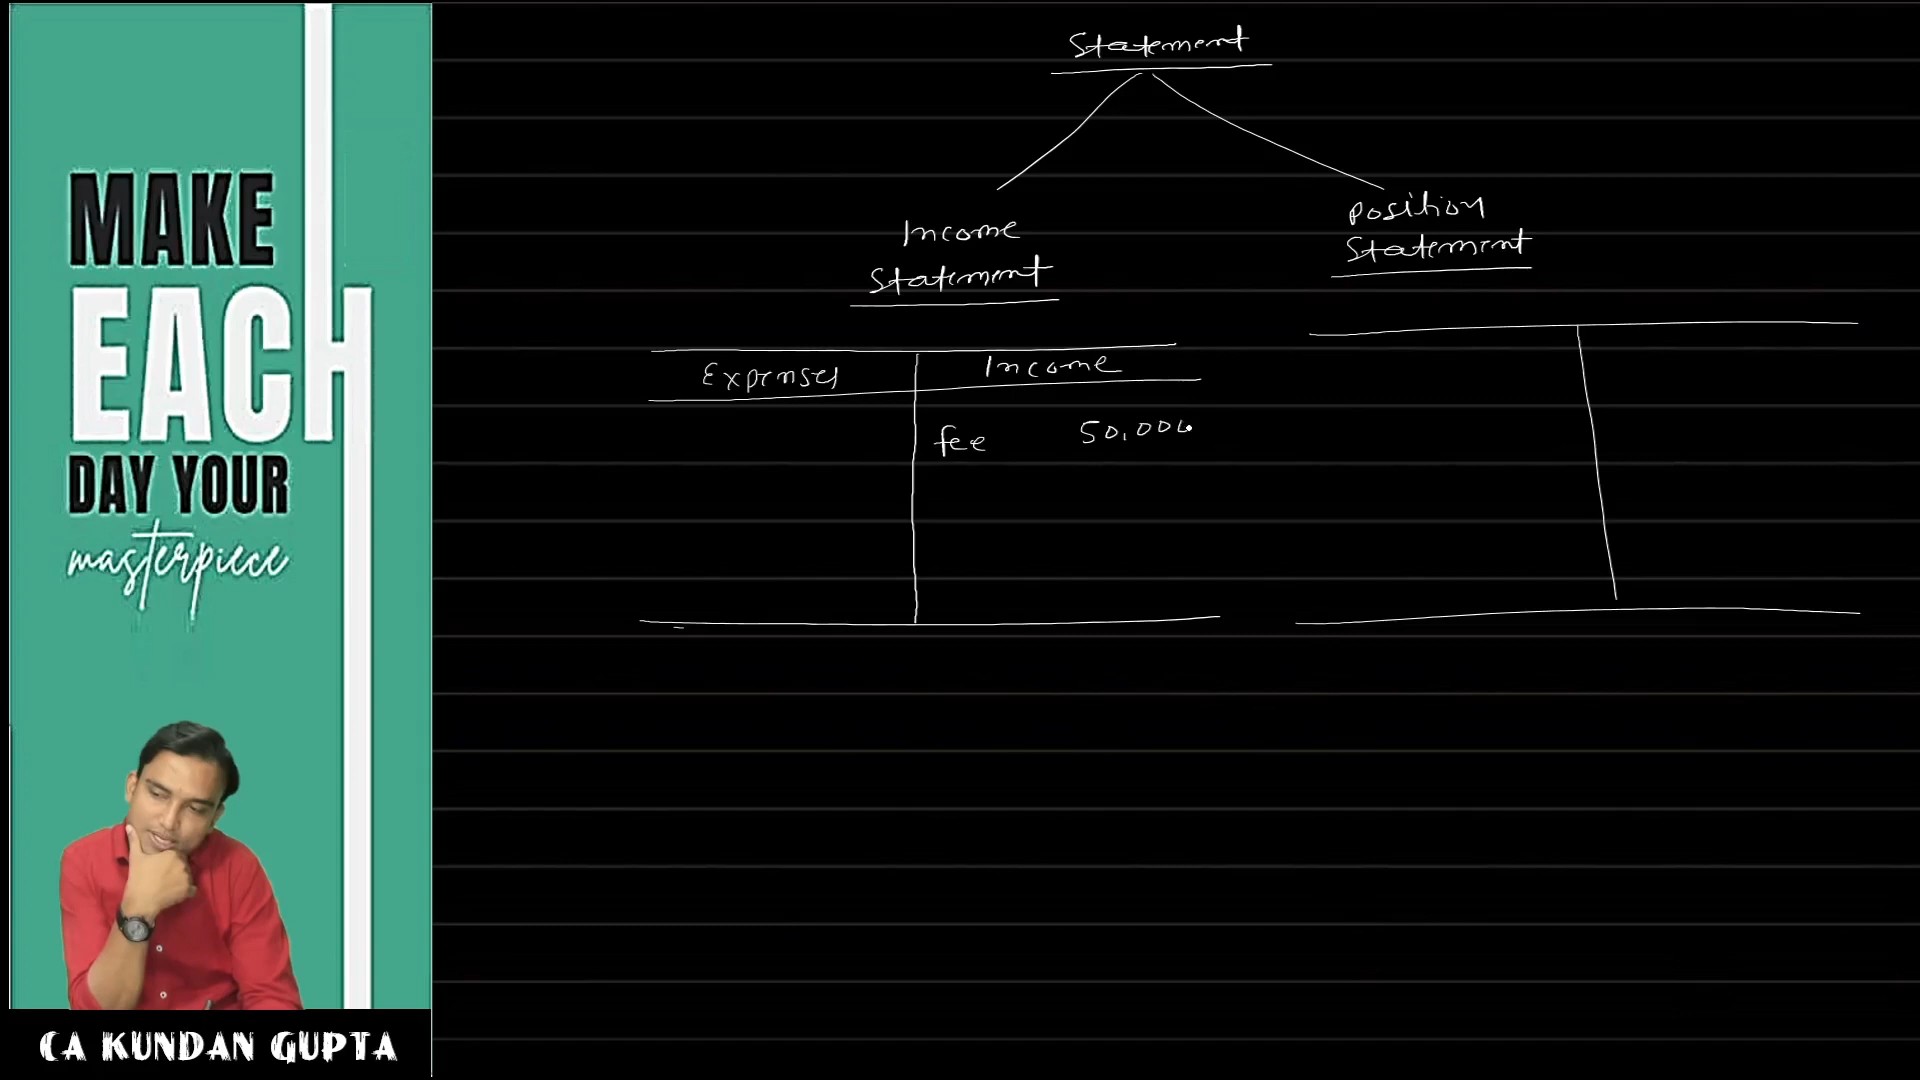 MAKE
EACH
DAY YOUR
masterpiece
CA KUNDAN GUPTA
Statement
Income
Statement
Position
Statement
Expenses
Income
fee 50,000